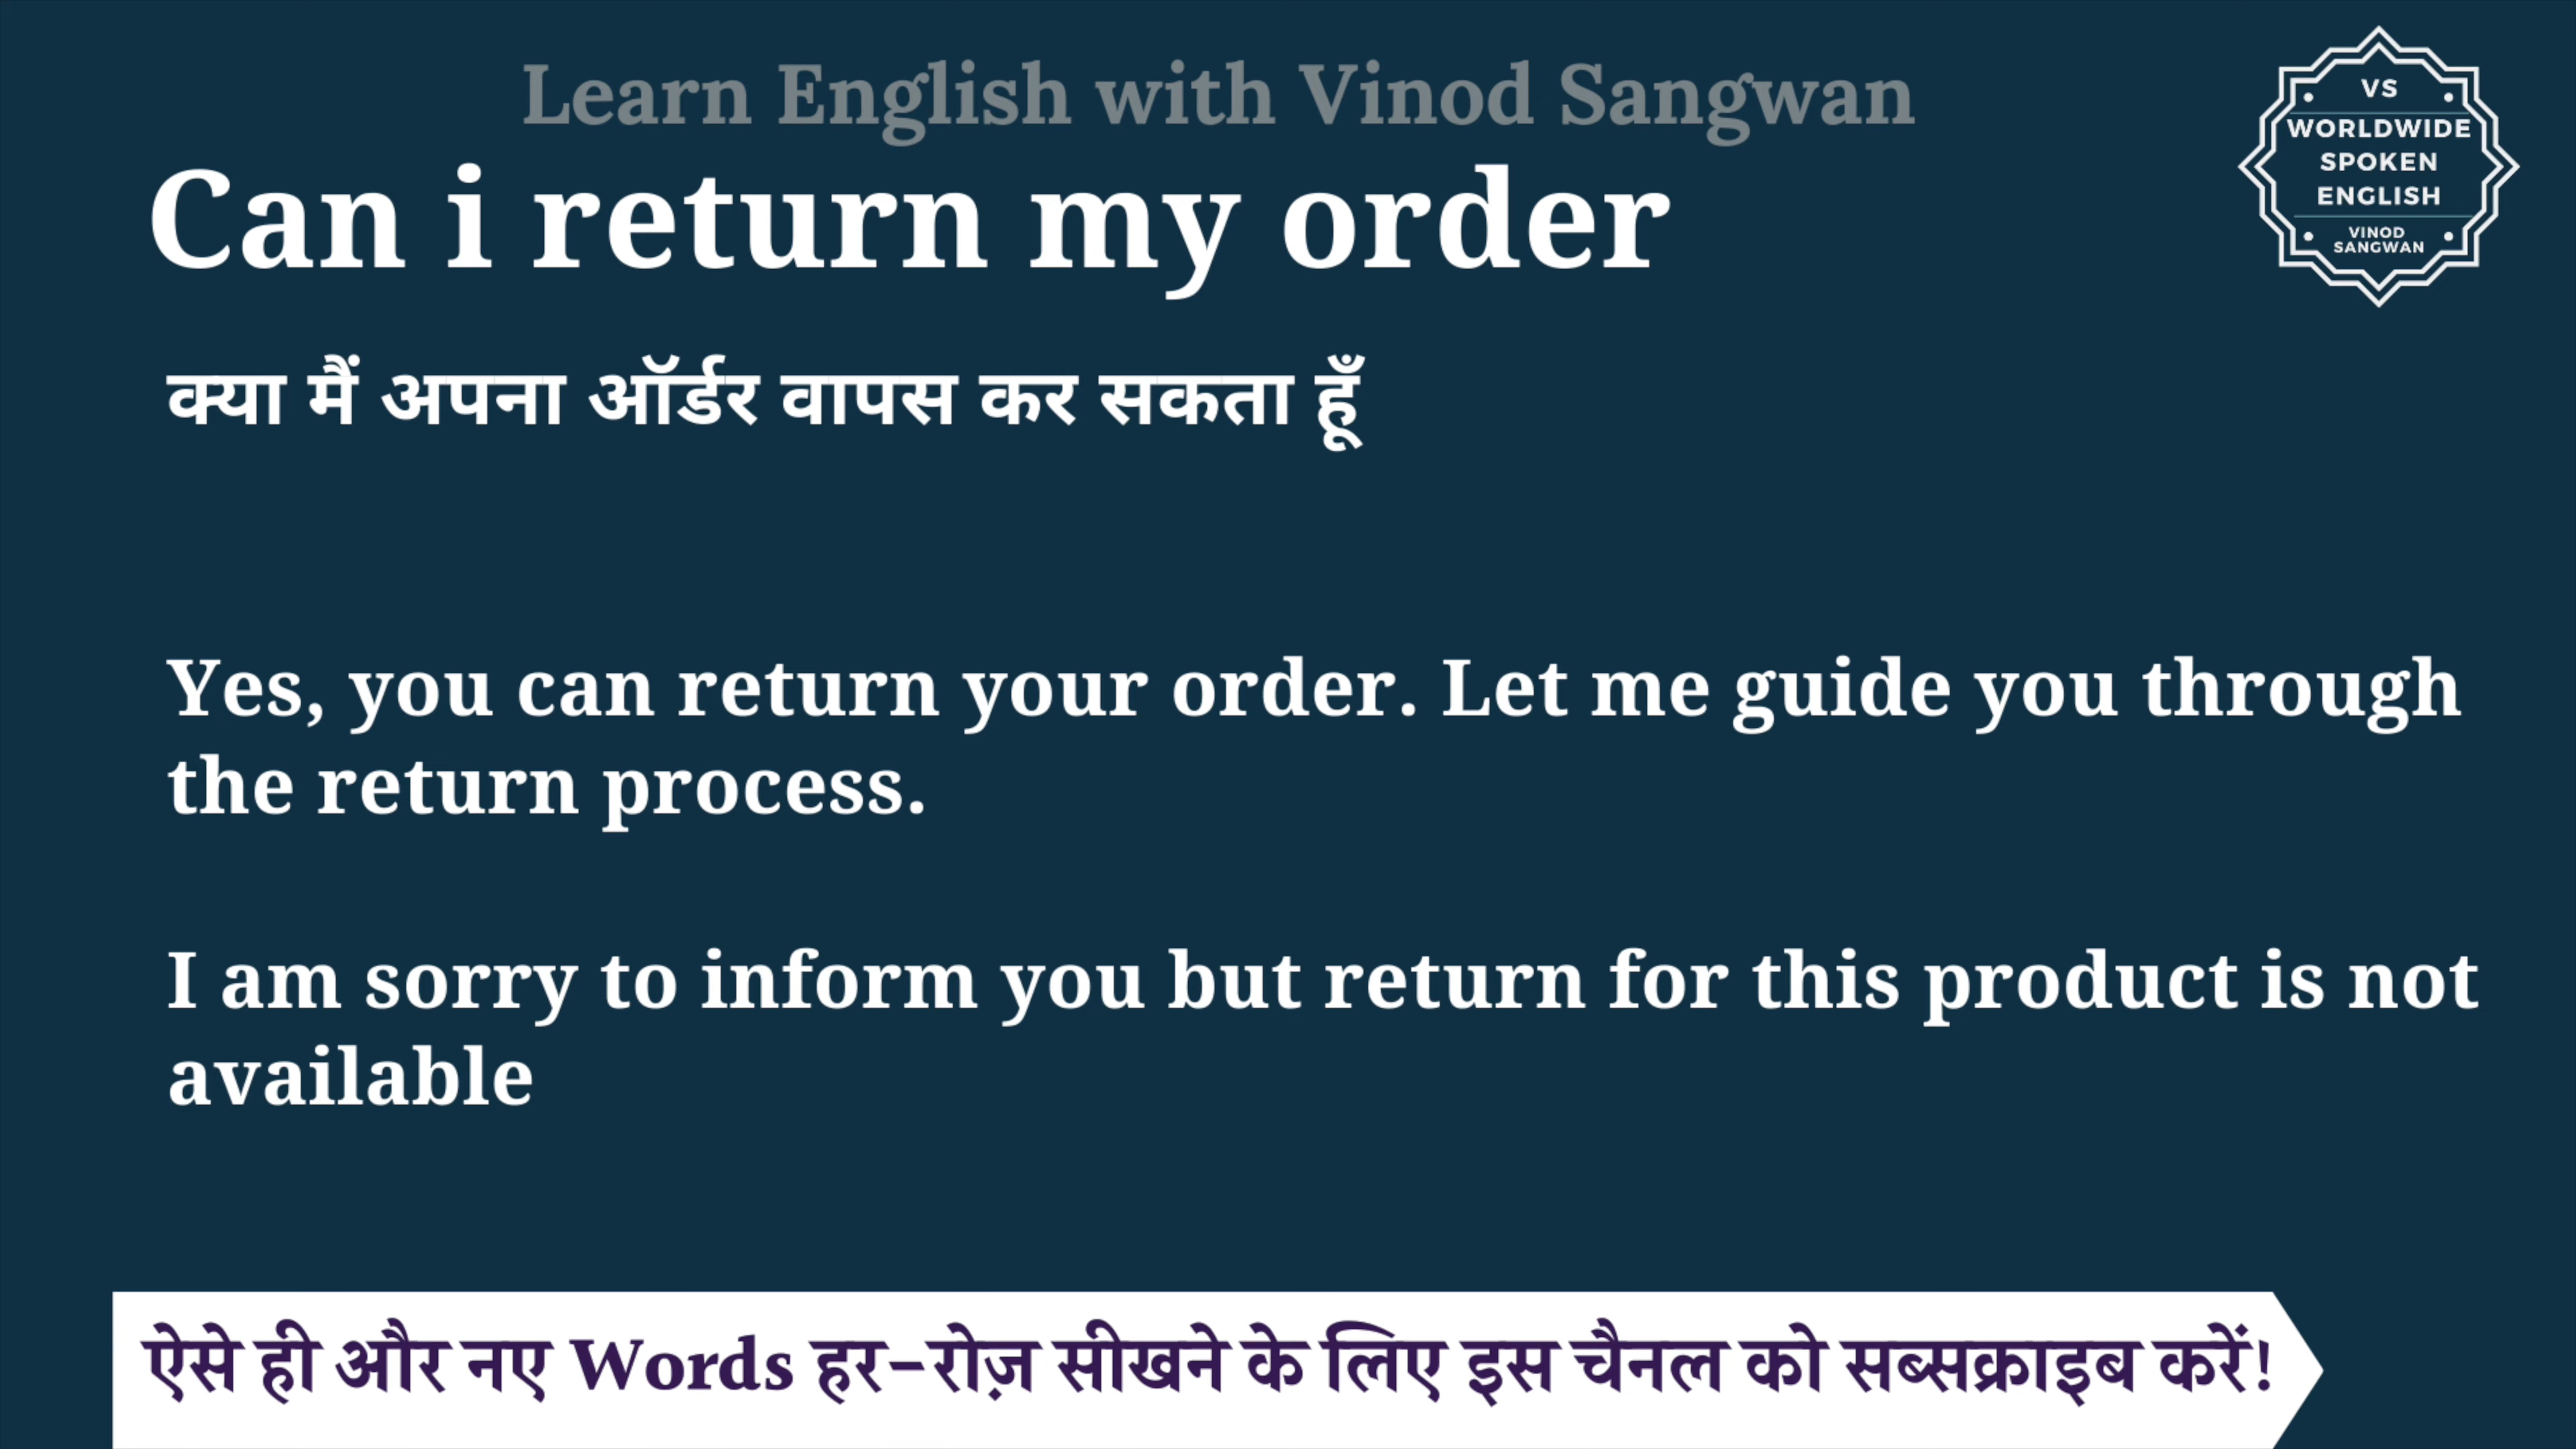 Learn English with Vinod Sangwan
VS
WORLDWIDE
SPOKEN
ENGLISH
VINOD
SANGWAN
Can i return my order
क्या मैं अपना ऑर्डर वापस कर सकता हूँ
Yes, you can return your order. Let me guide you through
the return process.
I am sorry to inform you but return for this product is not
available
ऐसे ही और नए Words हर-रोज़ सीखने के लिए इस चैनल को सब्सक्राइब करें!